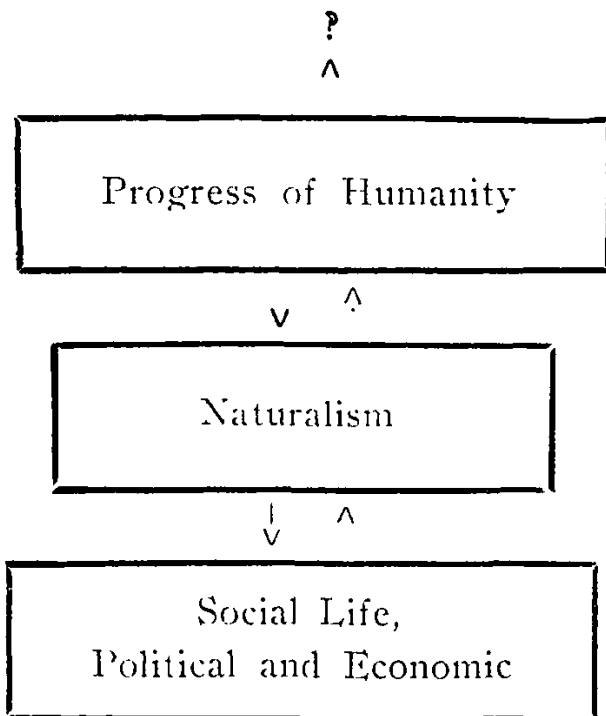 ?
Progress of Humanity
Naturalism
Social Life,
Political and Economic